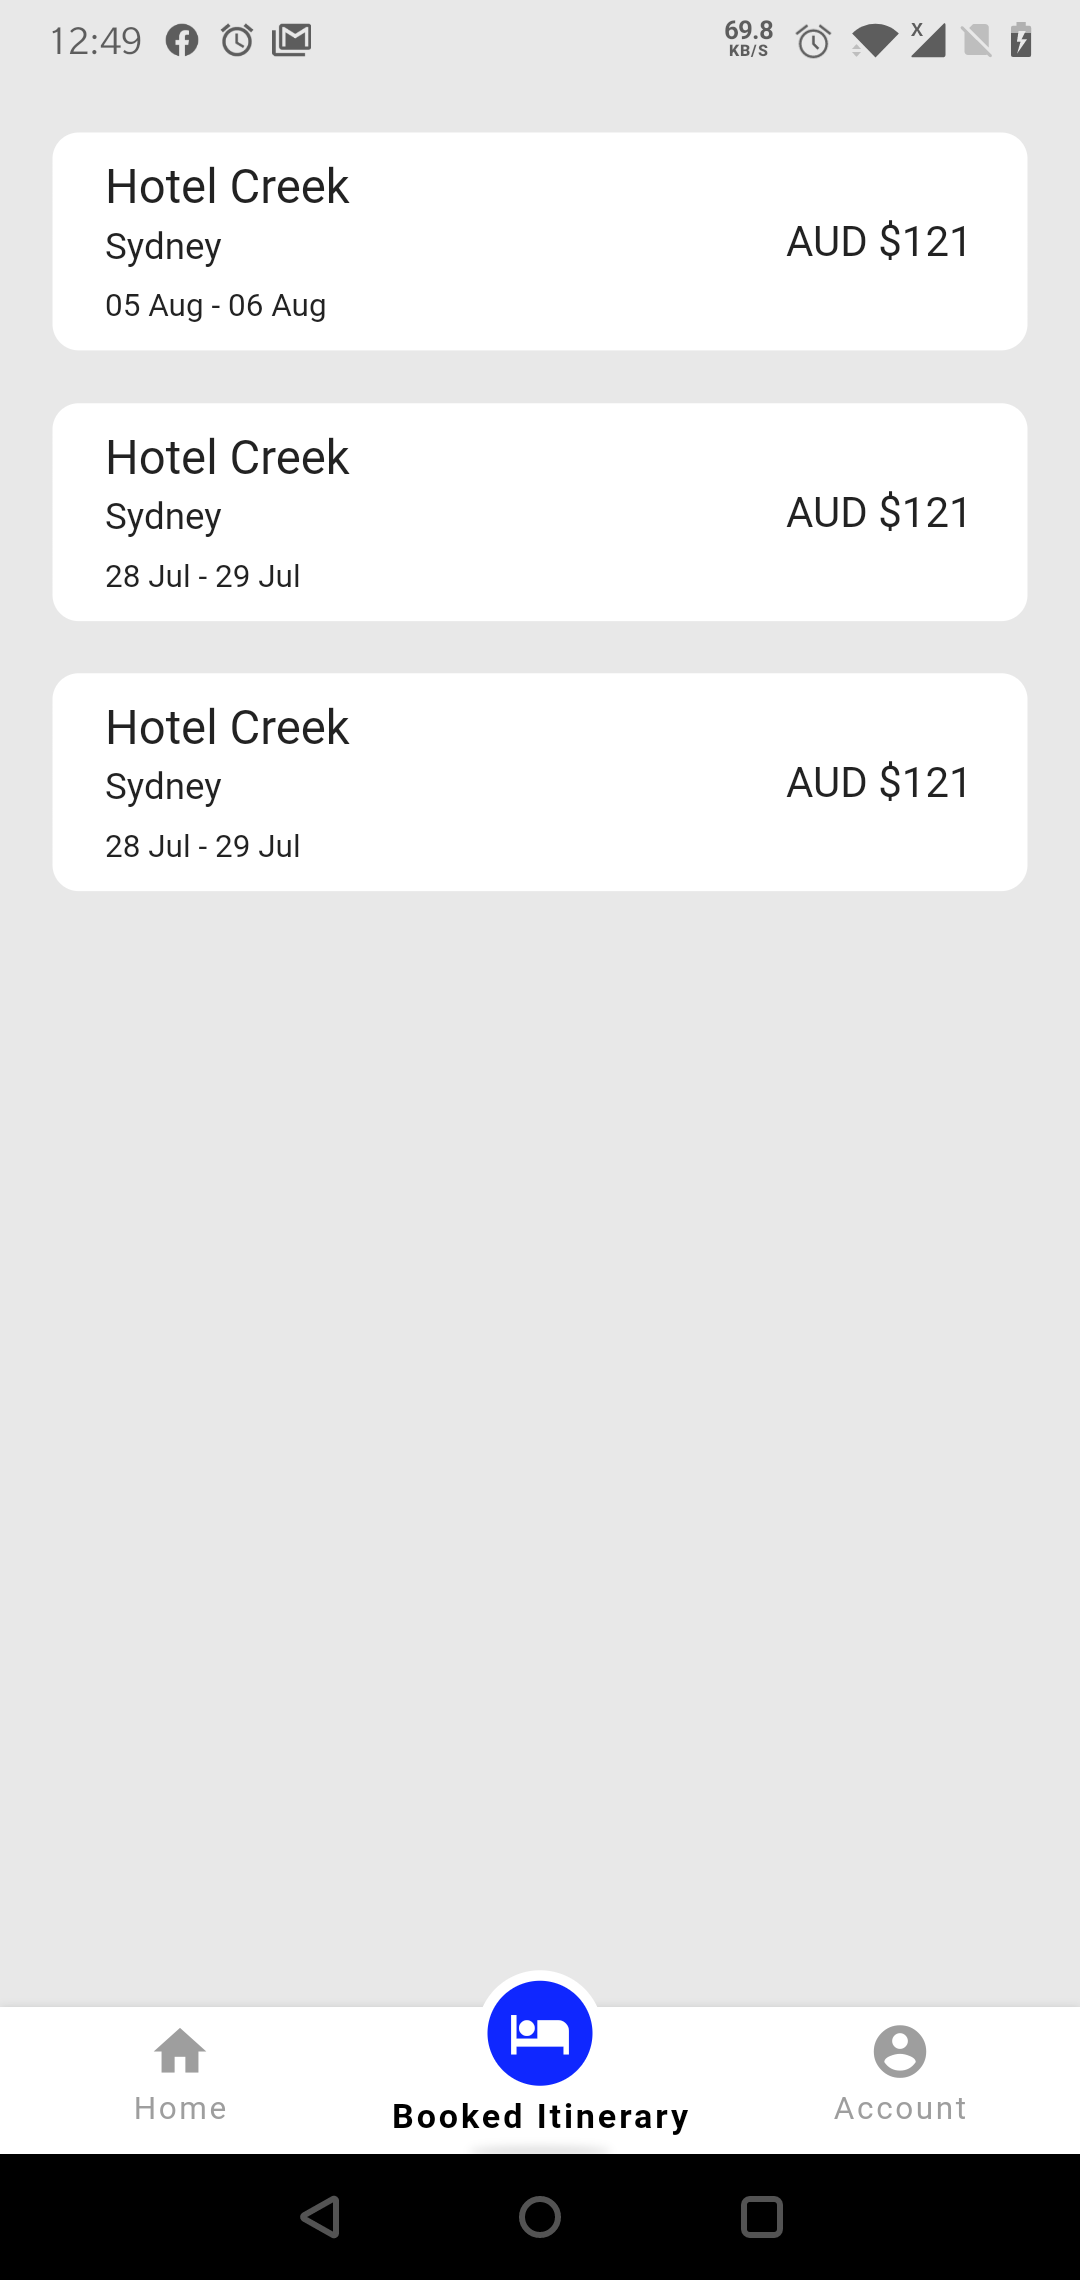 12:49
69.8
KB/S
X
Hotel Creek
Sydney
AUD $121
05 Aug - 06 Aug
Hotel Creek
Sydney
AUD $121
28 Jul - 29 Jul
Hotel Creek
Sydney
AUD $121
28 Jul - 29 Jul
Home
Booked Itinerary
Account